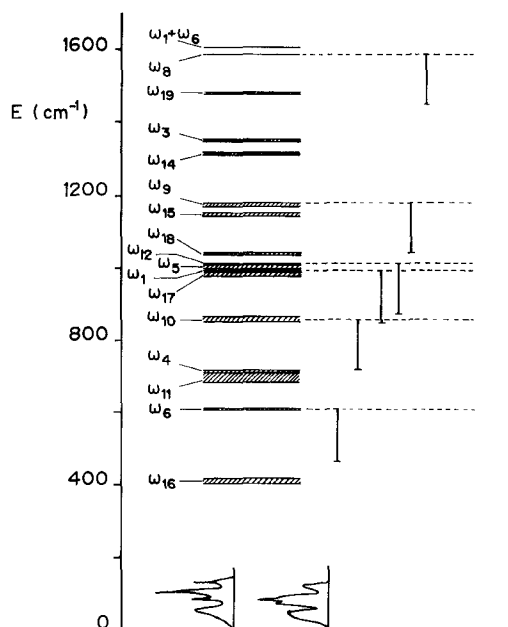 1600
ω₁+ω₆
ω₈
ω₁₉
E (cm⁻¹)
ω₃
ω₁₄
1200
ω₉
ω₁₅
ω₁₈
ω₁₂
ω₅
ω₁
ω₁₇
ω₁₀
800
ω₄
ω₁₁
ω₆
400
ω₁₆
0